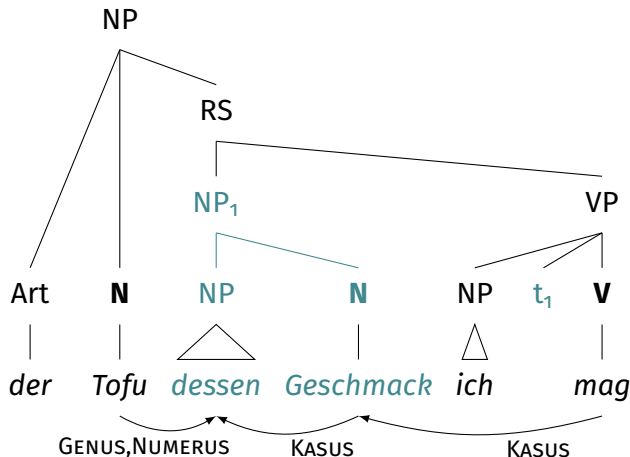 NP
RS
NP₁ VP
Art N NP N NP t₁ V
der Tofu dessen Geschmack ich mag
GENUS,NUMERUS KASUS KASUS